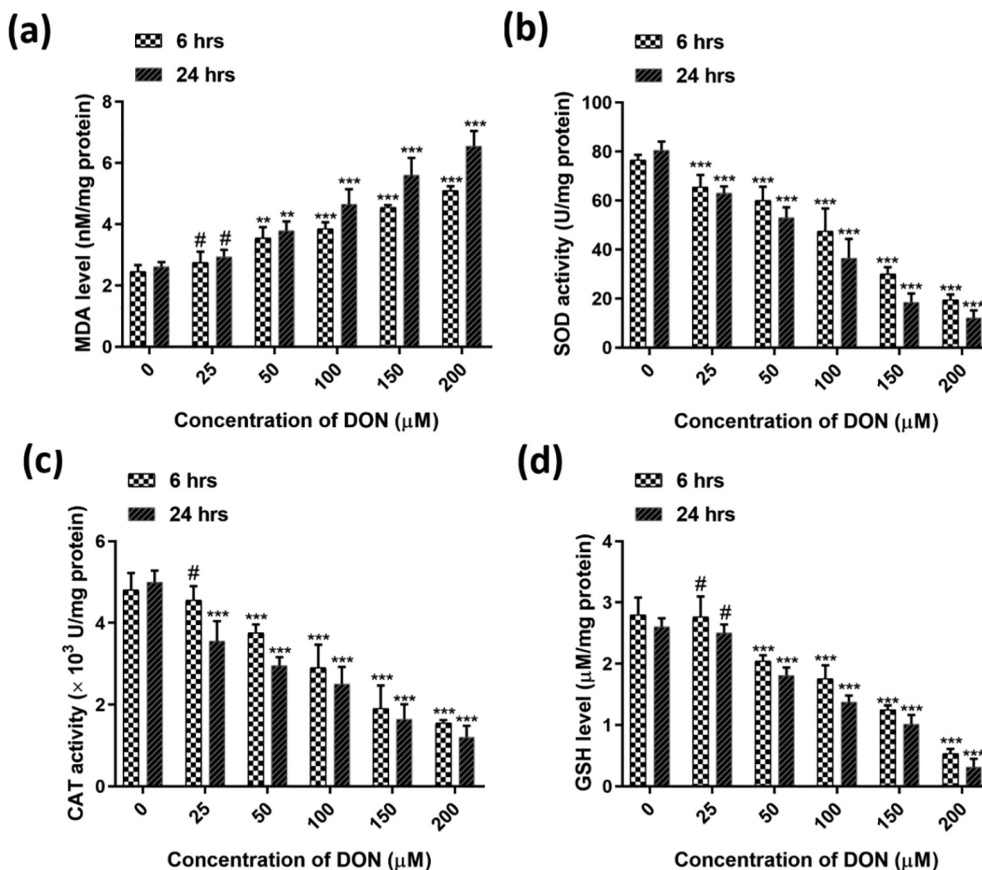 (a)
6 hrs
24 hrs
MDA level (nM/mg protein)
8
6
4
2
0
# #
** **
*** ***
*** ***
*** ***
0 25 50 100 150 200
Concentration of DON (μM)
(b)
6 hrs
24 hrs
SOD activity (U/mg protein)
100
80
60
40
20
0
*** ***
*** ***
*** ***
*** ***
*** ***
0 25 50 100 150 200
Concentration of DON (μM)
(c)
6 hrs
24 hrs
CAT activity (× 10³ U/mg protein)
6
4
2
0
# ***
*** ***
*** ***
*** ***
*** ***
0 25 50 100 150 200
Concentration of DON (μM)
(d)
6 hrs
24 hrs
GSH level (μM/mg protein)
4
3
2
1
0
# #
*** ***
*** ***
*** ***
*** ***
0 25 50 100 150 200
Concentration of DON (μM)